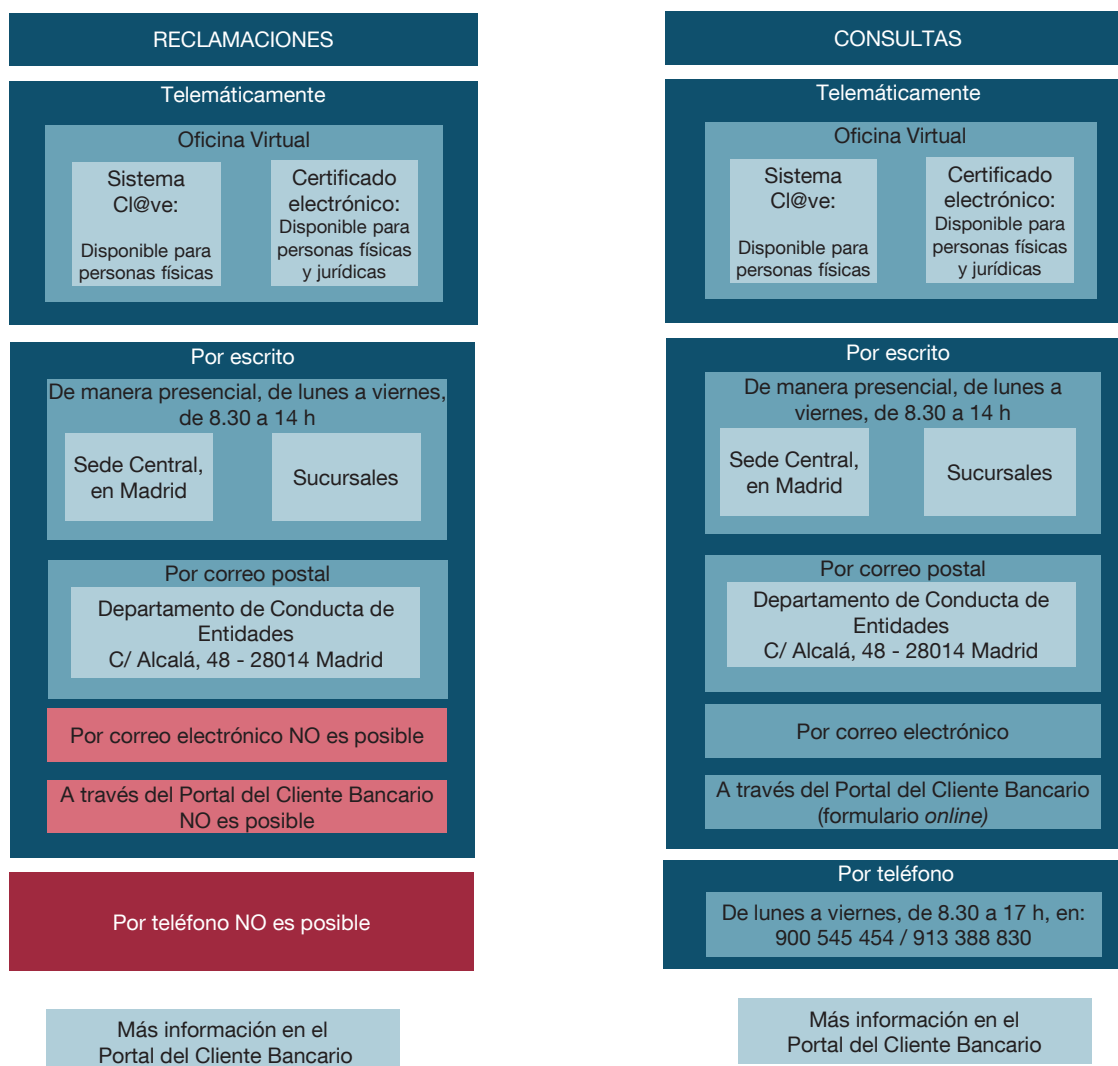 RECLAMACIONES
Telemáticamente
Oficina Virtual
Sistema
Cl@ve:
Disponible para
personas físicas
Certificado
electrónico:
Disponible para
personas físicas
y jurídicas
Por escrito
De manera presencial, de lunes a viernes,
de 8.30 a 14 h
Sede Central,
en Madrid
Sucursales
Por correo postal
Departamento de Conducta de
Entidades
C/ Alcalá, 48 - 28014 Madrid
Por correo electrónico NO es posible
A través del Portal del Cliente Bancario
NO es posible
Por teléfono NO es posible
Más información en el
Portal del Cliente Bancario
CONSULTAS
Telemáticamente
Oficina Virtual
Sistema
Cl@ve:
Disponible para
personas físicas
Certificado
electrónico:
Disponible para
personas físicas
y jurídicas
Por escrito
De manera presencial, de lunes a
viernes, de 8.30 a 14 h
Sede Central,
en Madrid
Sucursales
Por correo postal
Departamento de Conducta de
Entidades
C/ Alcalá, 48 - 28014 Madrid
Por correo electrónico
A través del Portal del Cliente Bancario
(formulario online)
Por teléfono
De lunes a viernes, de 8.30 a 17 h, en:
900 545 454 / 913 388 830
Más información en el
Portal del Cliente Bancario